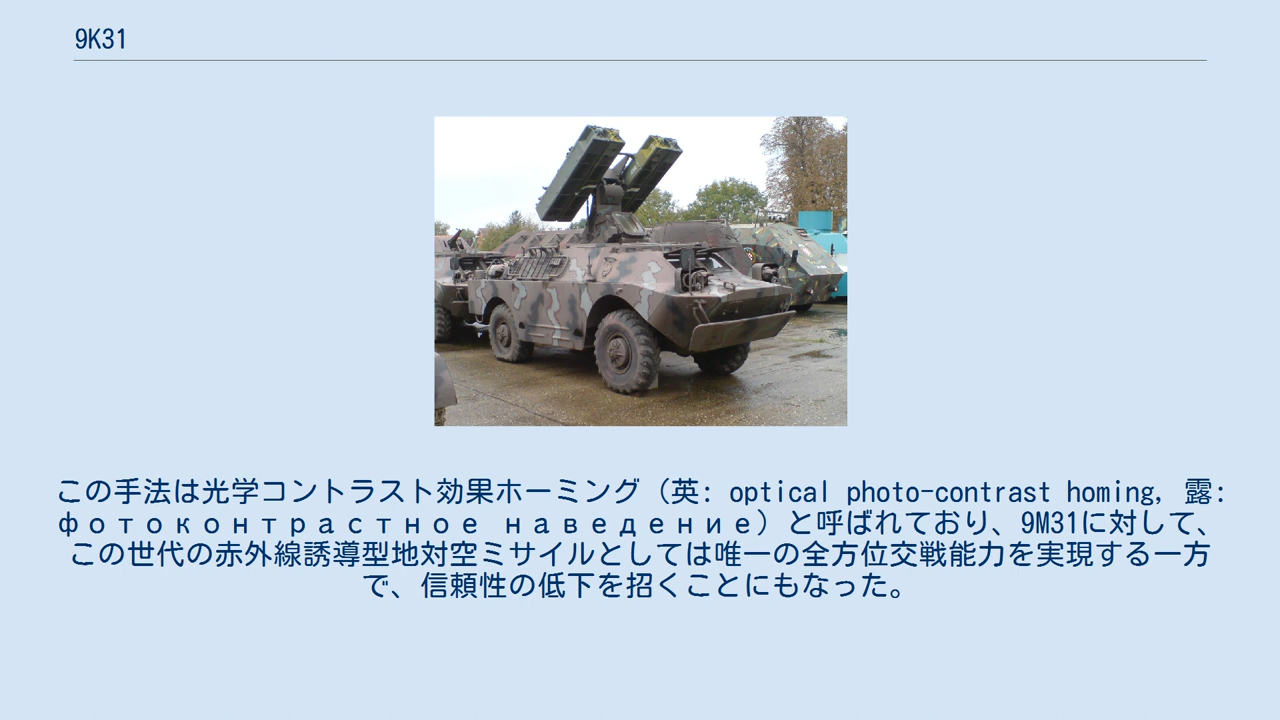 9K31
この手法は光学コントラスト効果ホーミング（英: optical photo-contrast homing, 露:
фотоконтрастное наведение）と呼ばれており、9M31に対して、
この世代の赤外線誘導型地対空ミサイルとしては唯一の全方位交戦能力を実現する一方
で、信頼性の低下を招くことにもなった。